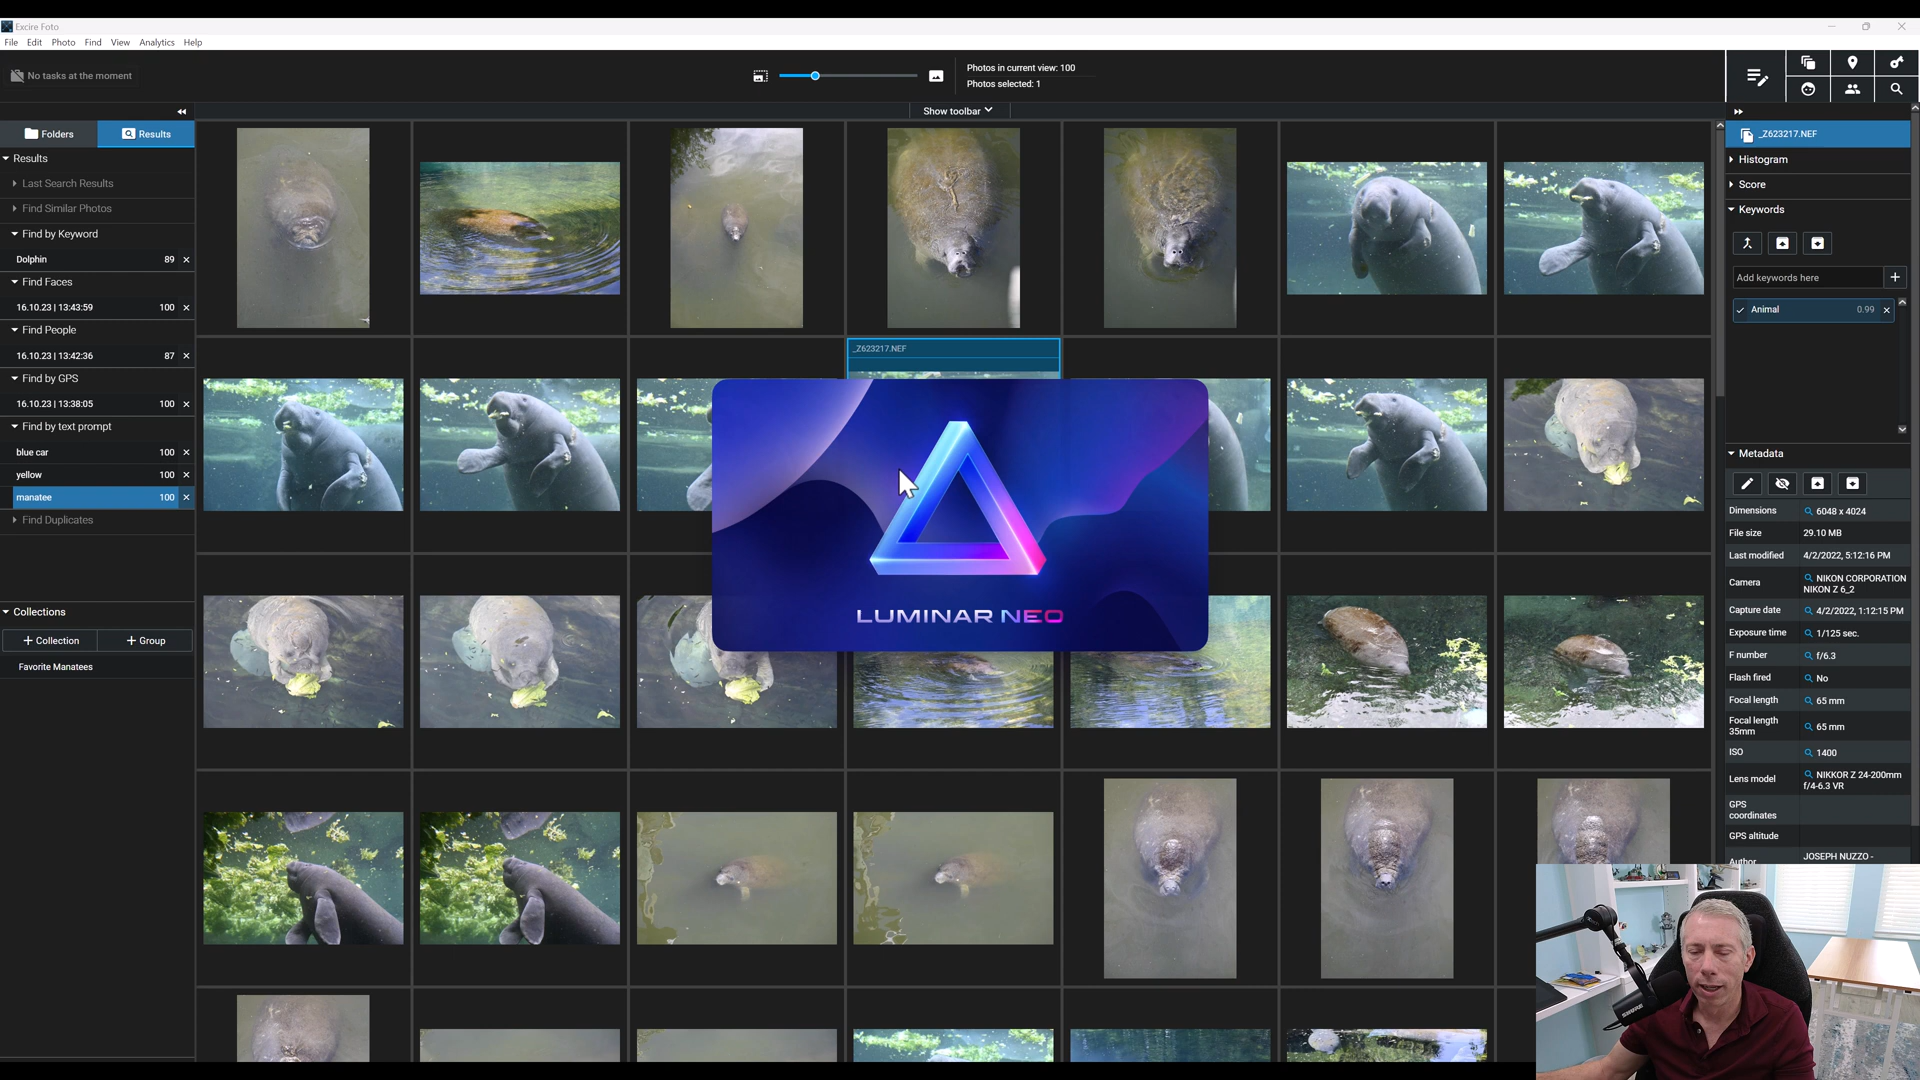 Excire Foto
File Edit Photo Find View Analytics Help
No tasks at the moment
Photos in current view: 100
Photos selected: 1
Show toolbar
Folders
Results
Results
Last Search Results
Find Similar Photos
Find by Keyword
Dolphin 89
Find Faces
16.10.23 | 13:43:59 100
Find People
16.10.23 | 13:42:36 87
Find by GPS
16.10.23 | 13:38:05 100
Find by text prompt
blue car 100
yellow 100
manatee 100
Find Duplicates
Collections
+ Collection
+ Group
Favorite Manatees
_Z623217.NEF
LUMINAR NEO
_Z623217.NEF
Histogram
Score
Keywords
Add keywords here
Animal 0.99
Metadata
Dimensions 6048 x 4024
File size 29.10 MB
Last modified 4/2/2022, 5:12:16 PM
Camera NIKON CORPORATION
NIKON Z 6_2
Capture date 4/2/2022, 1:12:15 PM
Exposure time 1/125 sec.
F number f/6.3
Flash fired No
Focal length 65 mm
Focal length
35mm 65 mm
ISO 1400
Lens model NIKKOR Z 24-200mm
f/4-6.3 VR
GPS
coordinates
GPS altitude
Author JOSEPH NUZZO -